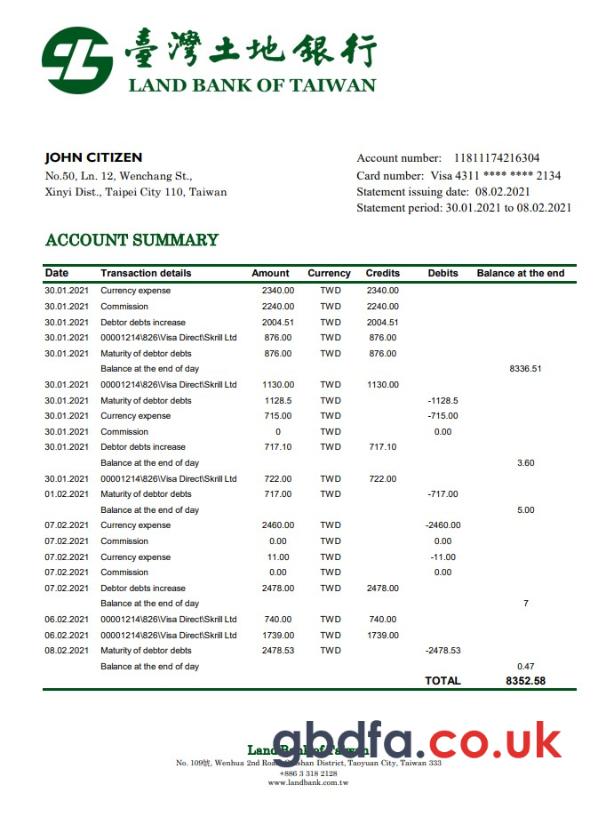 臺灣土地銀行
LAND BANK OF TAIWAN
JOHN CITIZEN
No.50, Ln. 12, Wenchang St.,
Xinyi Dist., Taipei City 110, Taiwan
Account number: 11811174216304
Card number: Visa 4311 **** **** 2134
Statement issuing date: 08.02.2021
Statement period: 30.01.2021 to 08.02.2021
ACCOUNT SUMMARY
Date Transaction details Amount Currency Credits Debits Balance at the end
30.01.2021 Currency expense 2340.00 TWD 2340.00
30.01.2021 Commission 2240.00 TWD 2240.00
30.01.2021 Debtor debts increase 2004.51 TWD 2004.51
30.01.2021 00001214\826\Visa Direct\Skrill Ltd 876.00 TWD 876.00
30.01.2021 Maturity of debtor debts 876.00 TWD 876.00
Balance at the end of day 8336.51
30.01.2021 00001214\826\Visa Direct\Skrill Ltd 1130.00 TWD 1130.00
30.01.2021 Maturity of debtor debts 1128.5 TWD -1128.5
30.01.2021 Currency expense 715.00 TWD -715.00
30.01.2021 Commission 0 TWD 0.00
30.01.2021 Debtor debts increase 717.10 TWD 717.10
Balance at the end of day 3.60
30.01.2021 00001214\826\Visa Direct\Skrill Ltd 722.00 TWD 722.00
01.02.2021 Maturity of debtor debts 717.00 TWD -717.00
Balance at the end of day 5.00
07.02.2021 Currency expense 2460.00 TWD -2460.00
07.02.2021 Commission 0.00 TWD 0.00
07.02.2021 Currency expense 11.00 TWD -11.00
07.02.2021 Commission 0.00 TWD 0.00
07.02.2021 Debtor debts increase 2478.00 TWD 2478.00
Balance at the end of day 7
06.02.2021 00001214\826\Visa Direct\Skrill Ltd 740.00 TWD 740.00
06.02.2021 00001214\826\Visa Direct\Skrill Ltd 1739.00 TWD 1739.00
08.02.2021 Maturity of debtor debts 2478.53 TWD -2478.53
Balance at the end of day 0.47
TOTAL 8352.58
gbdfa.co.uk
Land Bank of Taiwan
No. 109號, Wenhua 2nd Road, District, Taoyuan City, Taiwan 333
+886 3 318 2128
www.landbank.com.tw